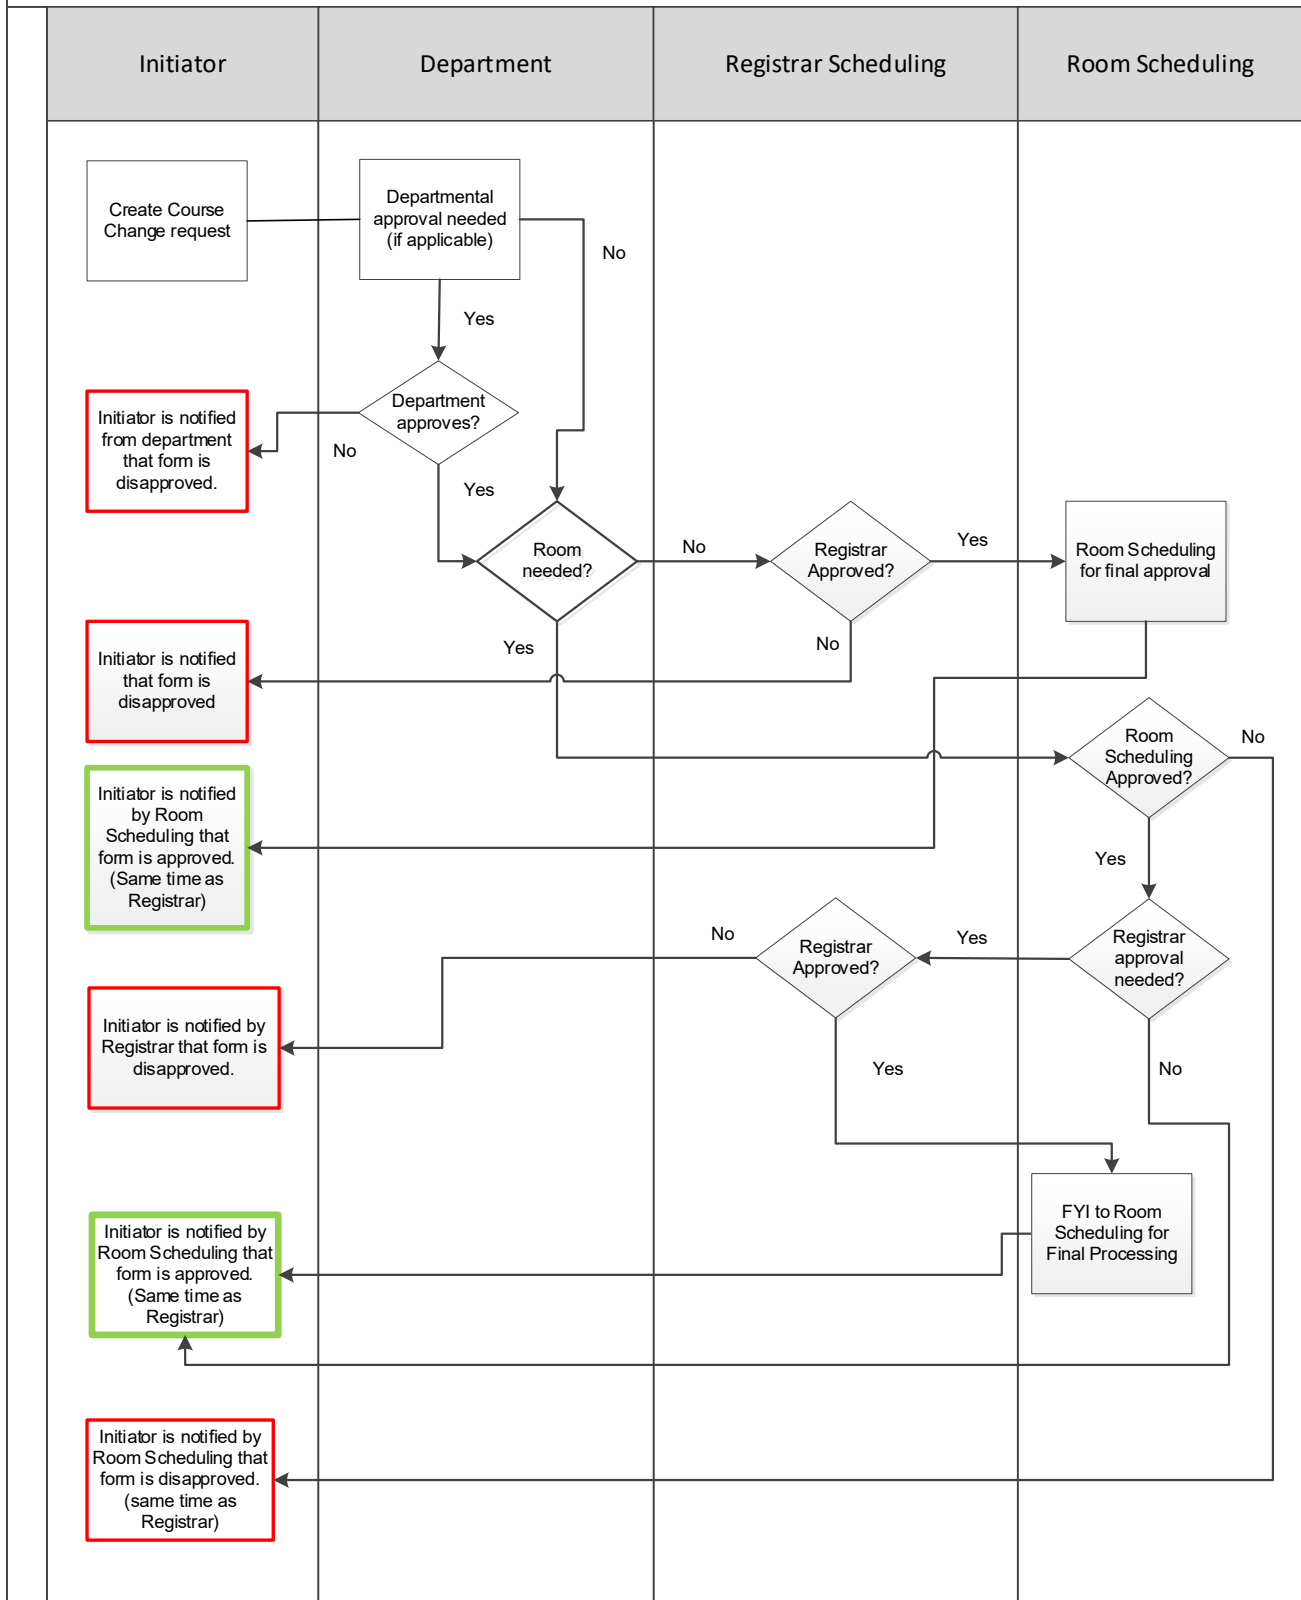 Initiator
Department
Registrar Scheduling
Room Scheduling
Create Course
Change request
Departmental
approval needed
(if applicable)
No
Yes
Department
approves?
Initiator is notified
from department
that form is
disapproved.
No
Yes
Room
needed?
No
Registrar
Approved?
Yes
Room Scheduling
for final approval
Yes
No
Initiator is notified
that form is
disapproved
Room
Scheduling
Approved?
No
Initiator is notified
by Room
Scheduling that
form is approved.
(Same time as
Registrar)
Yes
Registrar
approval
needed?
Yes
Registrar
Approved?
No
Initiator is notified by
Registrar that form is
disapproved.
Yes
No
FYI to Room
Scheduling for
Final Processing
Initiator is notified by
Room Scheduling that
form is approved.
(Same time as
Registrar)
Initiator is notified by
Room Scheduling that
form is disapproved.
(same time as
Registrar)